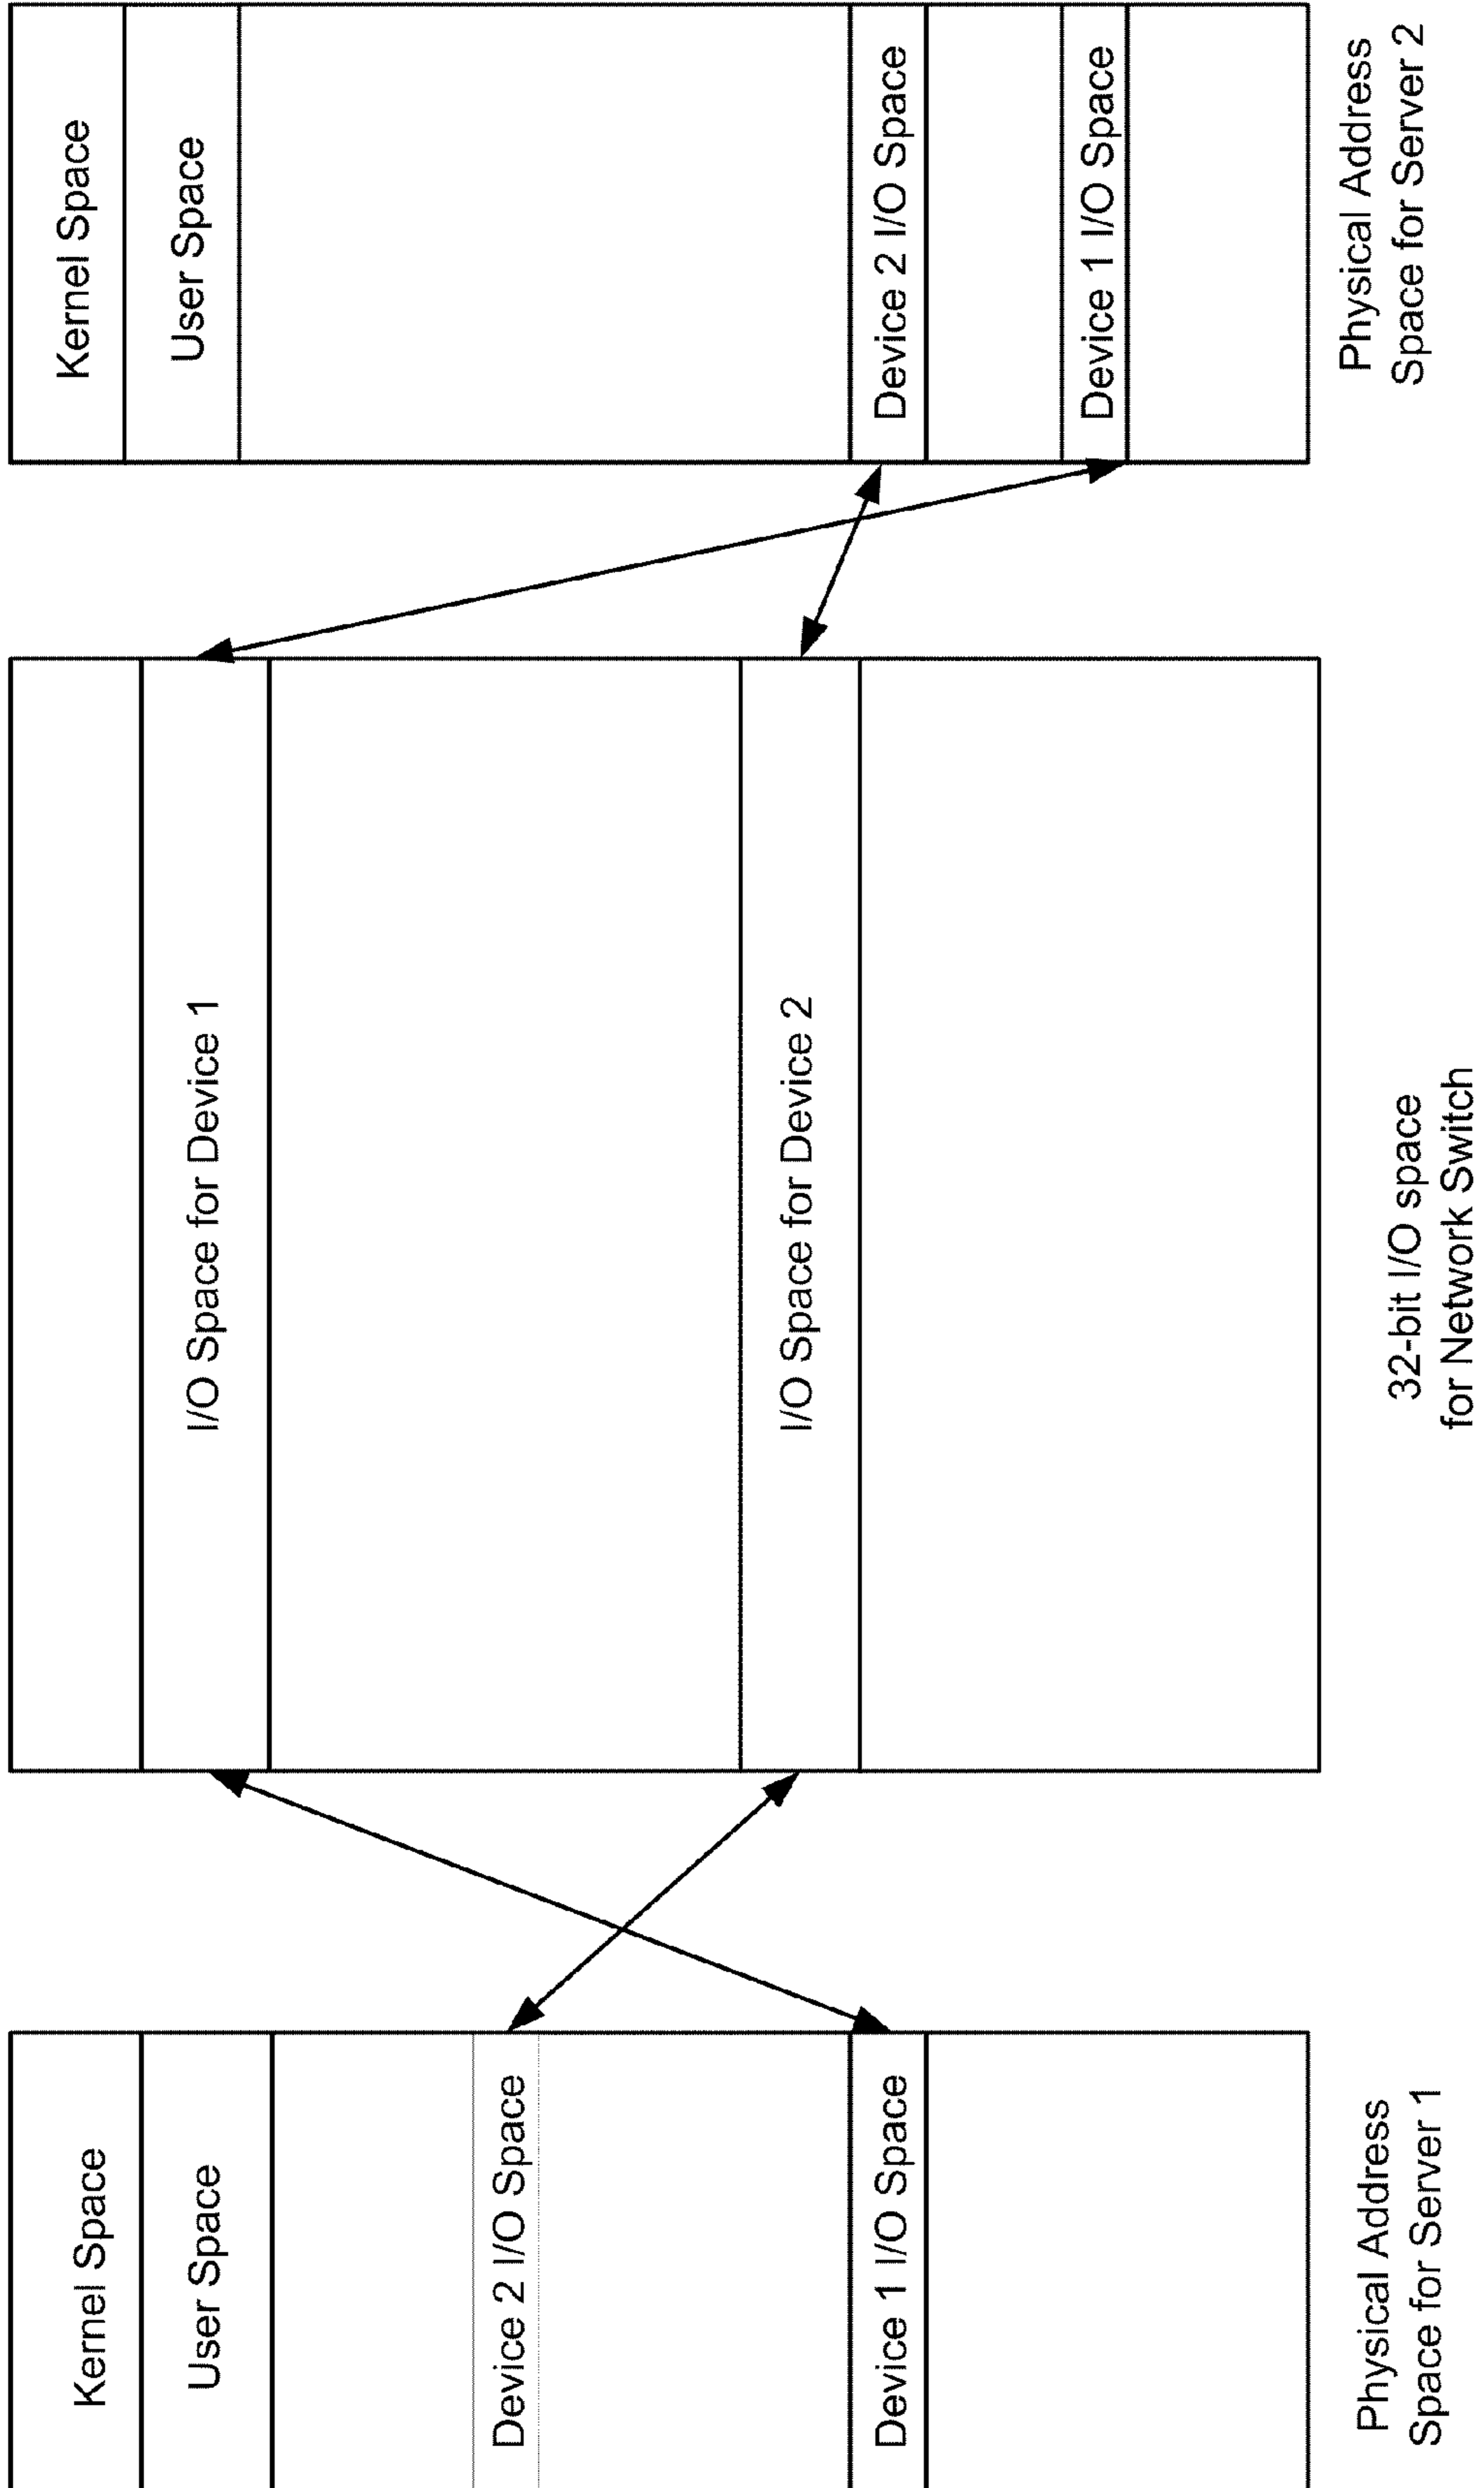 Kernel Space
User Space
Device 2 I/O Space
Device 1 I/O Space
Physical Address
Space for Server 1
I/O Space for Device 1
I/O Space for Device 2
32-bit I/O space
for Network Switch
Kernel Space
User Space
Device 2 I/O Space
Device 1 I/O Space
Physical Address
Space for Server 2